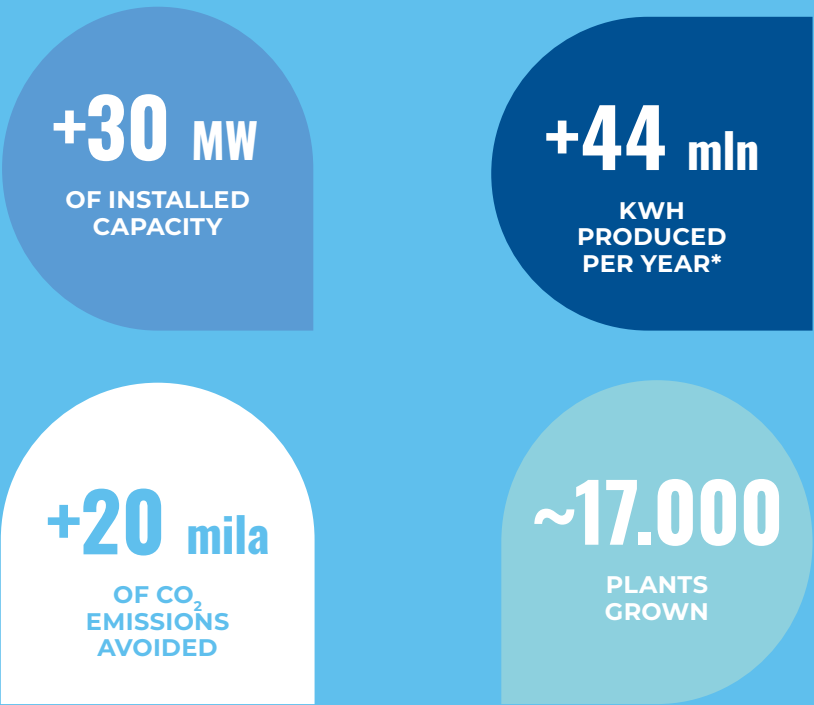 +30 MW
OF INSTALLED
CAPACITY
+44 mln
KWH
PRODUCED
PER YEAR*
+20 mila
OF CO₂
EMISSIONS
AVOIDED
~17.000
PLANTS
GROWN